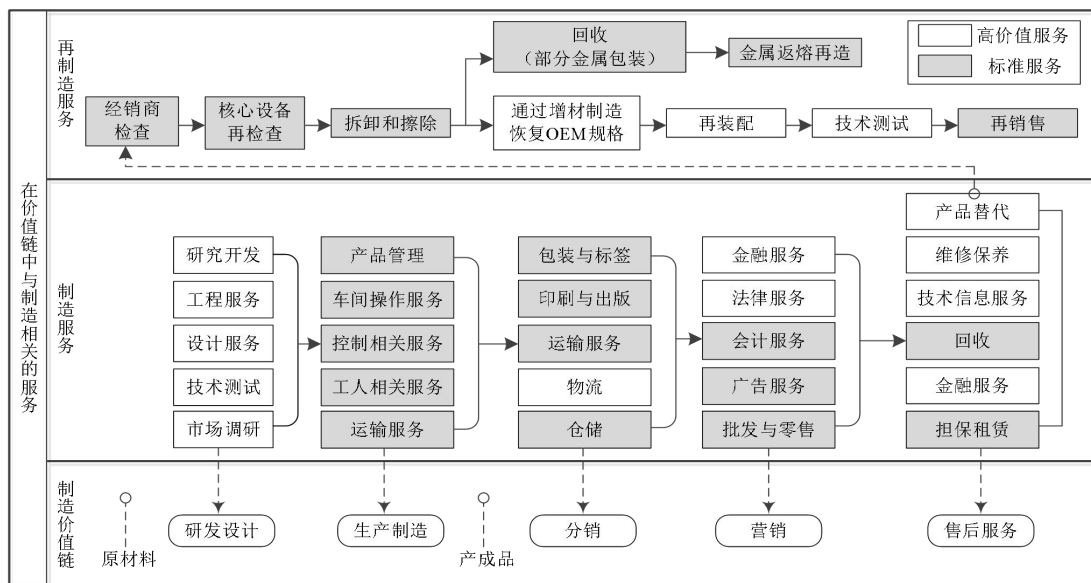 在价值链中与制造相关的服务
再制造服务
经销商
检查
核心设备
再检查
拆卸和擦除
回收
（部分金属包装）
金属返熔再造
通过增材制造
恢复OEM规格
再装配
技术测试
再销售
高价值服务
标准服务
制造服务
研究开发
工程服务
设计服务
技术测试
市场调研
产品管理
车间操作服务
控制相关服务
工人相关服务
运输服务
包装与标签
印刷与出版
运输服务
物流
仓储
金融服务
法律服务
会计服务
广告服务
批发与零售
产品替代
维修保养
技术信息服务
回收
金融服务
担保租赁
制造价值链
原材料
研发设计
生产制造
产成品
分销
营销
售后服务